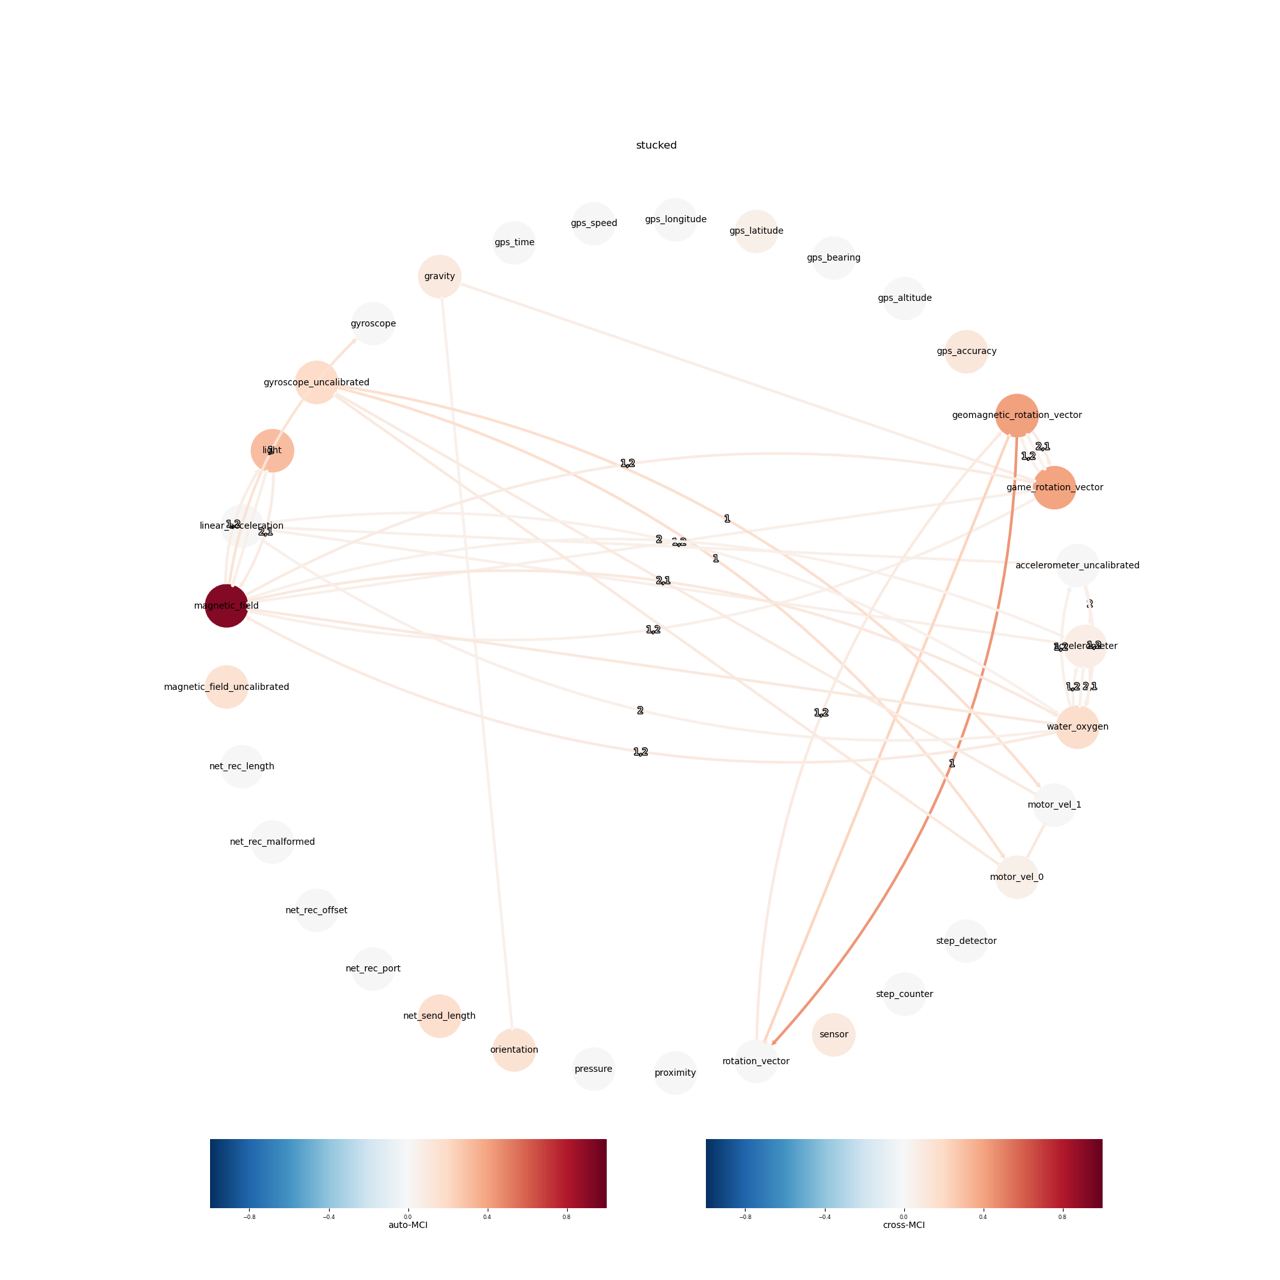 stucked
gps_longitude
gps_speed
gps_latitude
gps_time
gps_bearing
gravity
gps_altitude
gyroscope
gps_accuracy
gyroscope_uncalibrated
geomagnetic_rotation_vector
2,1
light
1,2
1,2
game_rotation_vector
1
1,2
linear_acceleration
2,1
2
1,2
1
accelerometer_uncalibrated
2,1
magnetic_field
1,2
accelerometer
1,2
magnetic_field_uncalibrated
1,2
2,1
2
1,2
water_oxygen
1,2
1
net_rec_length
motor_vel_1
net_rec_malformed
motor_vel_0
net_rec_offset
step_detector
net_rec_port
step_counter
net_send_length
sensor
orientation
rotation_vector
pressure
proximity
−0.8 −0.4 0.0 0.4 0.8
auto-MCI
−0.8 −0.4 0.0 0.4 0.8
cross-MCI